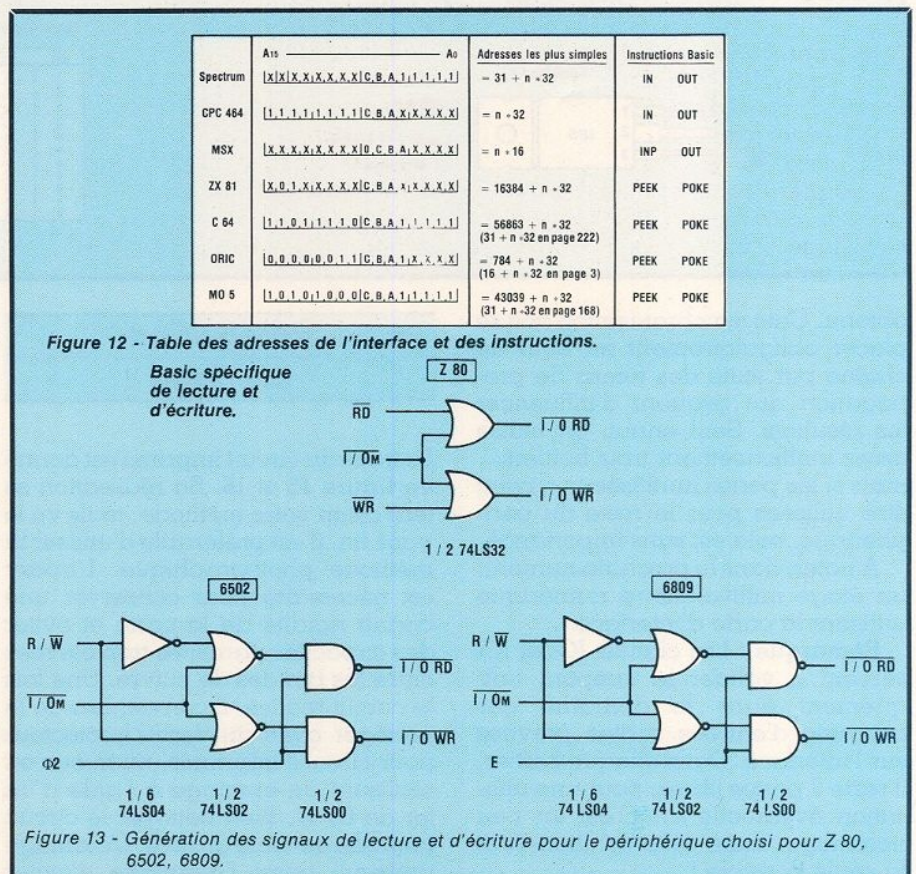 A15 A0 Adresses les plus simples Instructions Basic
Spectrum X X X X X X X X C B A 1 1 1 1 1 = 31 + n * 32 IN OUT
CPC 464 1 1 1 1 1 1 1 1 C B A X X X X X = n * 32 IN OUT
MSX X X X X X X X X 0 C B A X X X X = n * 16 INP OUT
ZX 81 X 0 1 X X X X X C B A X X X X X = 16384 + n * 32 PEEK POKE
C 64 1 1 0 1 1 1 1 0 C B A 1 1 1 1 1 = 56863 + n * 32 PEEK POKE
(31 + n * 32 en page 222)
ORIC 0 0 0 0 0 0 1 1 C B A 1 X X X X = 784 + n * 32 PEEK POKE
(16 + n * 32 en page 3)
MO 5 1 0 1 0 1 0 0 0 C B A 1 1 1 1 1 = 43039 + n * 32 PEEK POKE
(31 + n * 32 en page 168)
Figure 12 - Table des adresses de l'interface et des instructions.
Basic spécifique
de lecture et
d'écriture.
Z 80
RD
I / OM
WR
I / O RD
I / O WR
1 / 2 74LS32
6502
R / W
I / OM
Φ2
I / O RD
I / O WR
1 / 6 1 / 2 1 / 2
74LS04 74LS02 74LS00
6809
R / W
I / OM
E
I / O RD
I / O WR
1 / 6 1 / 2 1 / 2
74LS04 74LS02 74LS00
Figure 13 - Génération des signaux de lecture et d'écriture pour le périphérique choisi pour Z 80,
6502, 6809.